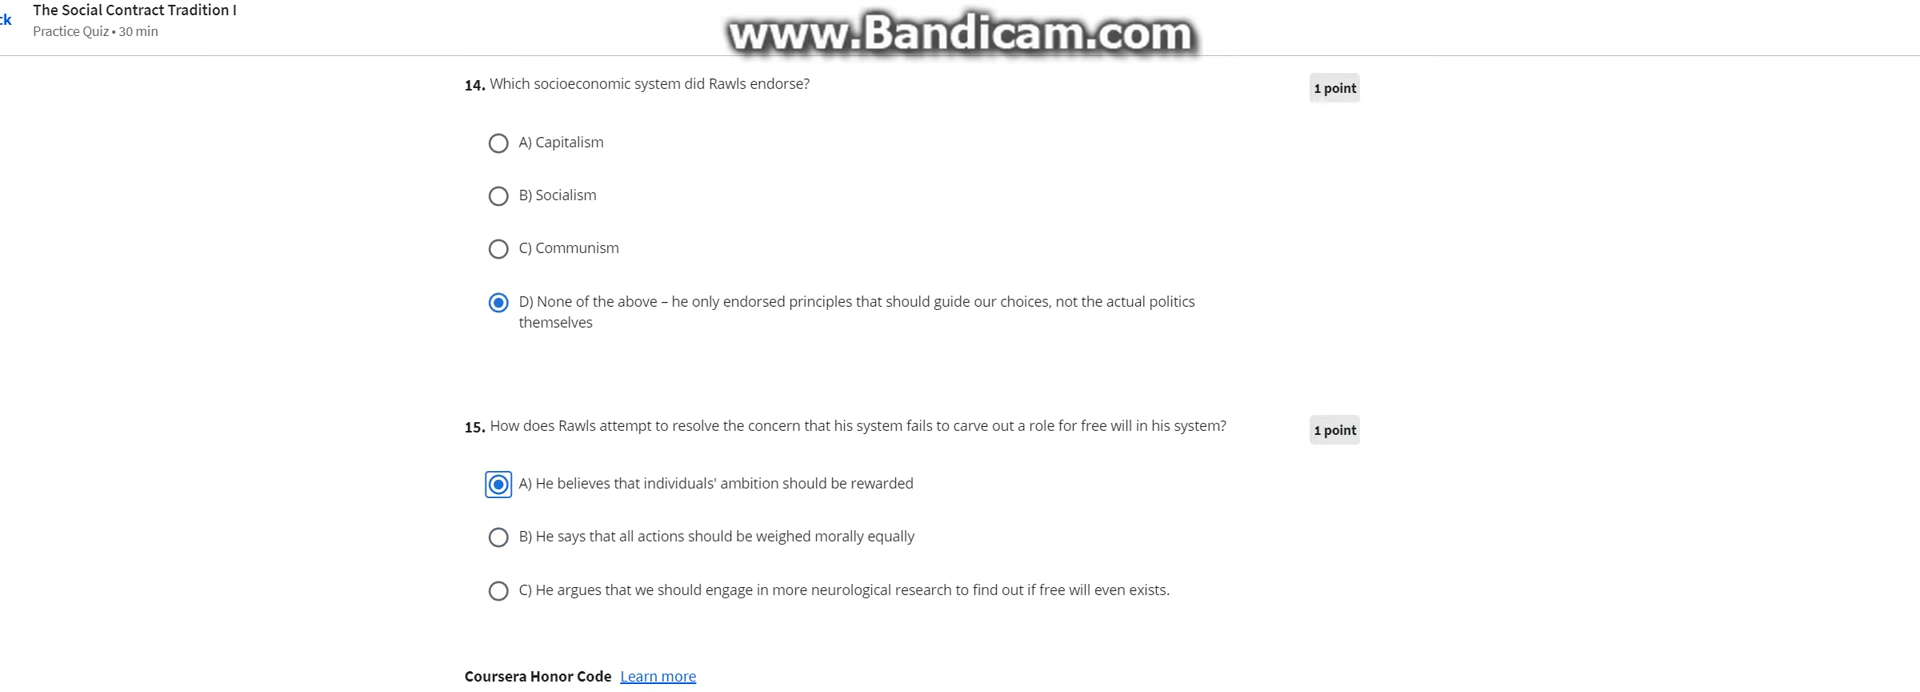 ck
The Social Contract Tradition I
Practice Quiz • 30 min
www.Bandicam.com
14. Which socioeconomic system did Rawls endorse?
1 point
A) Capitalism
B) Socialism
C) Communism
D) None of the above – he only endorsed principles that should guide our choices, not the actual politics
themselves
15. How does Rawls attempt to resolve the concern that his system fails to carve out a role for free will in his system?
1 point
A) He believes that individuals' ambition should be rewarded
B) He says that all actions should be weighed morally equally
C) He argues that we should engage in more neurological research to find out if free will even exists.
Coursera Honor Code Learn more